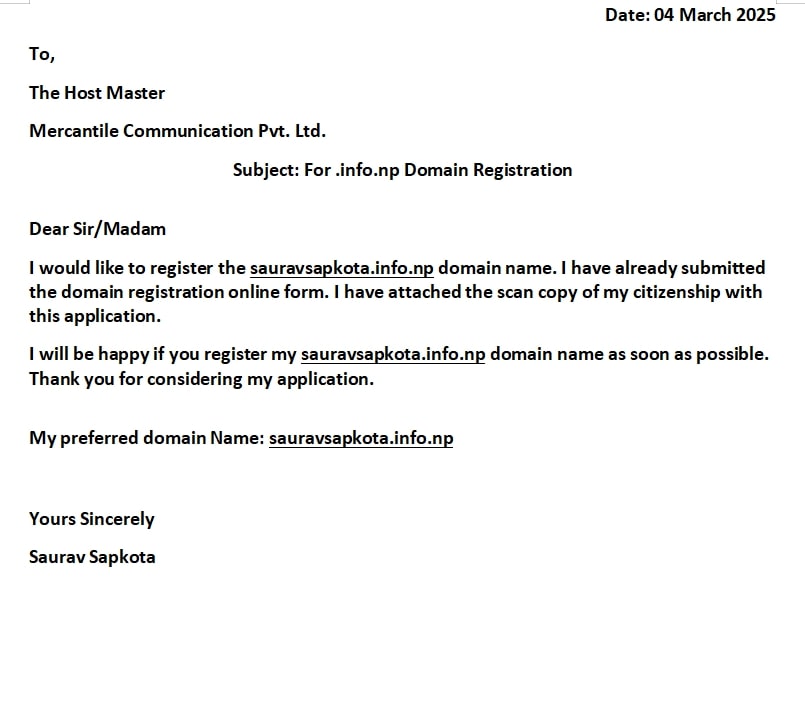 Date: 04 March 2025
To,
The Host Master
Mercantile Communication Pvt. Ltd.
Subject: For .info.np Domain Registration
Dear Sir/Madam
I would like to register the sauravsapkota.info.np domain name. I have already submitted
the domain registration online form. I have attached the scan copy of my citizenship with
this application.
I will be happy if you register my sauravsapkota.info.np domain name as soon as possible.
Thank you for considering my application.
My preferred domain Name: sauravsapkota.info.np
Yours Sincerely
Saurav Sapkota